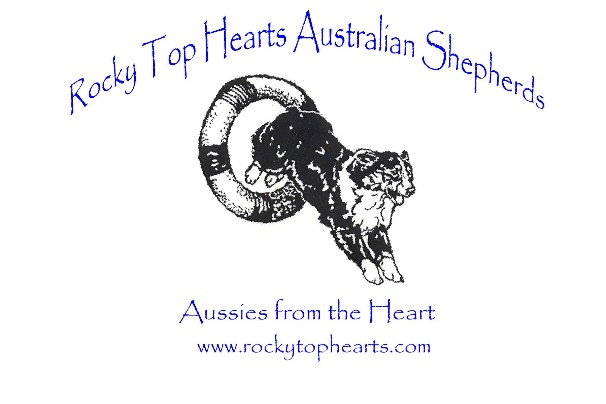 Rocky Top Hearts Australian Shepherds
Aussies from the Heart
www.rockytophearts.com